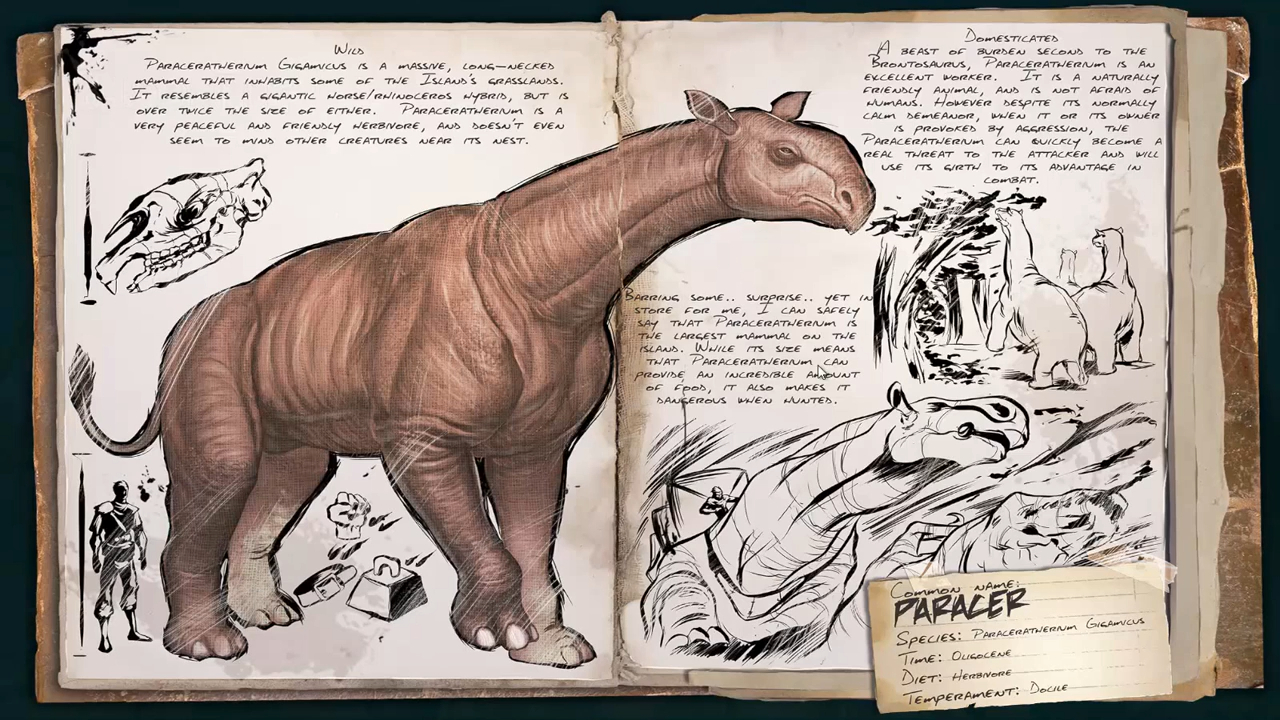 Wild
Paraceratherium Gigamicus is a massive, long-necked
mammal that inhabits some of the Island's grasslands.
It resembles a gigantic horse/rhinoceros hybrid, but is
over twice the size of either. Paraceratherium is a
very peaceful and friendly herbivore, and doesn't even
seem to mind other creatures near its nest.
Domesticated
A beast of burden second to the
Brontosaurus, Paraceratherium is an
excellent worker. It is a naturally
friendly animal, and is not afraid of
humans. However despite its normally
calm demeanor, when it or its owner
is provoked by aggression, the
Paraceratherium can quickly become a
real threat to the attacker and will
use its girth to its advantage in
combat.
Barring some.. surprise.. yet in
store for me, I can safely
say that Paraceratherium is
the largest mammal on the
island. While its size means
that Paraceratherium can
provide an incredible amount
of food, it also makes it
dangerous when hunted.
Common name:
PARACER
Species: Paraceratherium Gigamicus
Time: Oligocene
Diet: Herbivore
Temperament: Docile